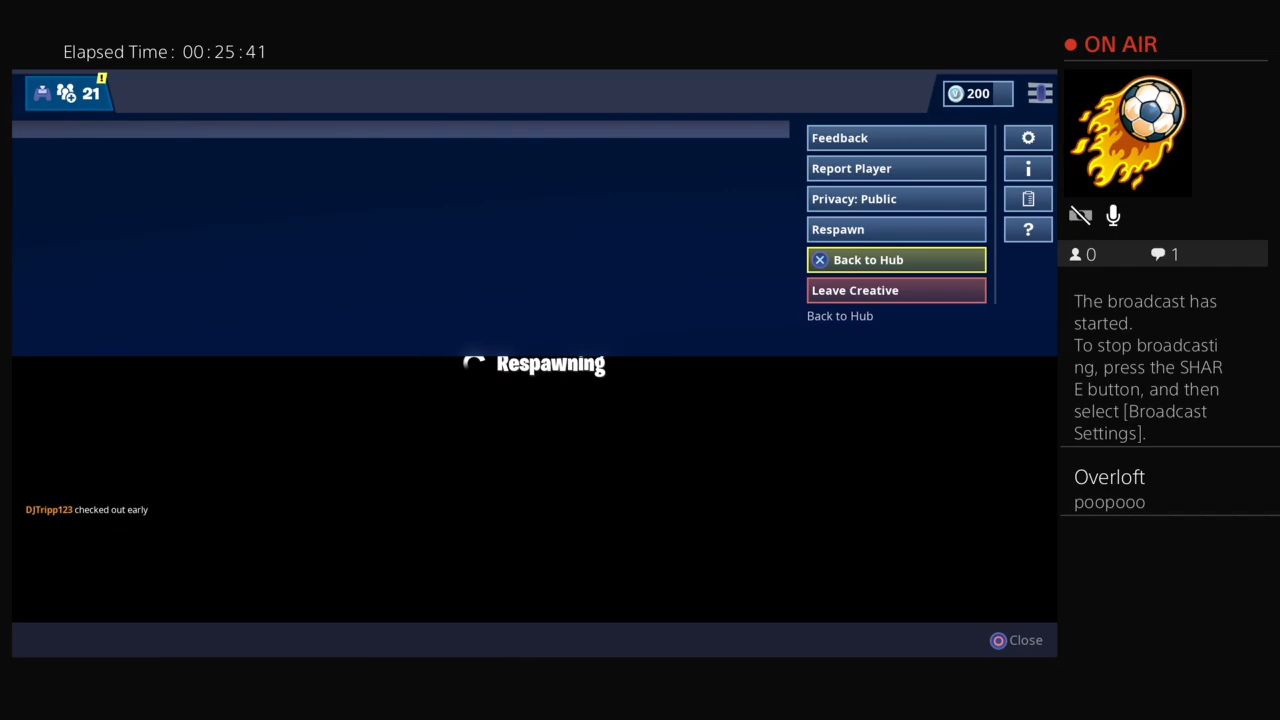 Elapsed Time: 00:25:41
ON AIR
21
!
200
Feedback
Report Player
Privacy: Public
Respawn
Back to Hub
Leave Creative
Back to Hub
i
?
0
1
The broadcast has
started.
To stop broadcasti
ng, press the SHAR
E button, and then
select [Broadcast
Settings].
Overloft
poopooo
Respawning
DJTripp123 checked out early
Close